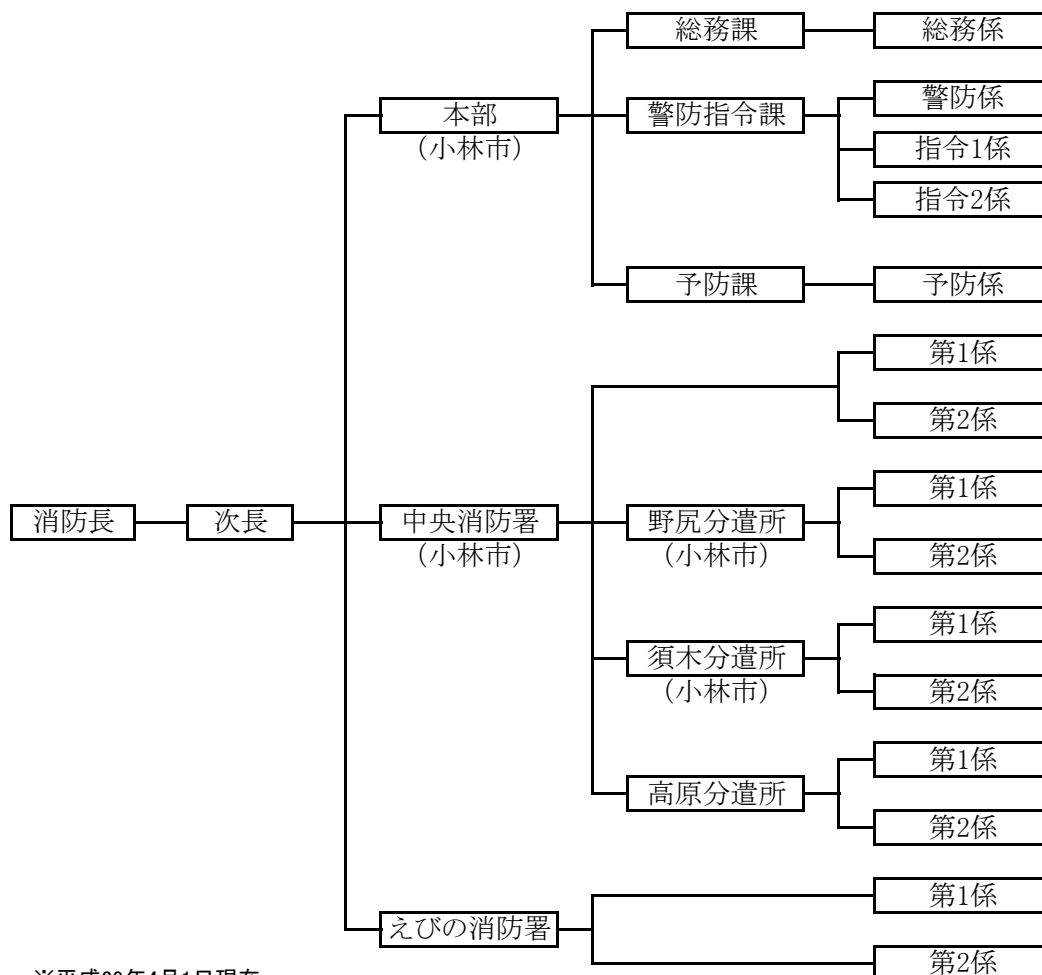 総務課
総務係
本部
(小林市)
警防指令課
警防係
指令1係
指令2係
予防課
予防係
第1係
第2係
消防長
次長
中央消防署
(小林市)
野尻分遣所
(小林市)
第1係
第2係
須木分遣所
(小林市)
第1係
第2係
高原分遣所
第1係
第2係
えびの消防署
第1係
第2係